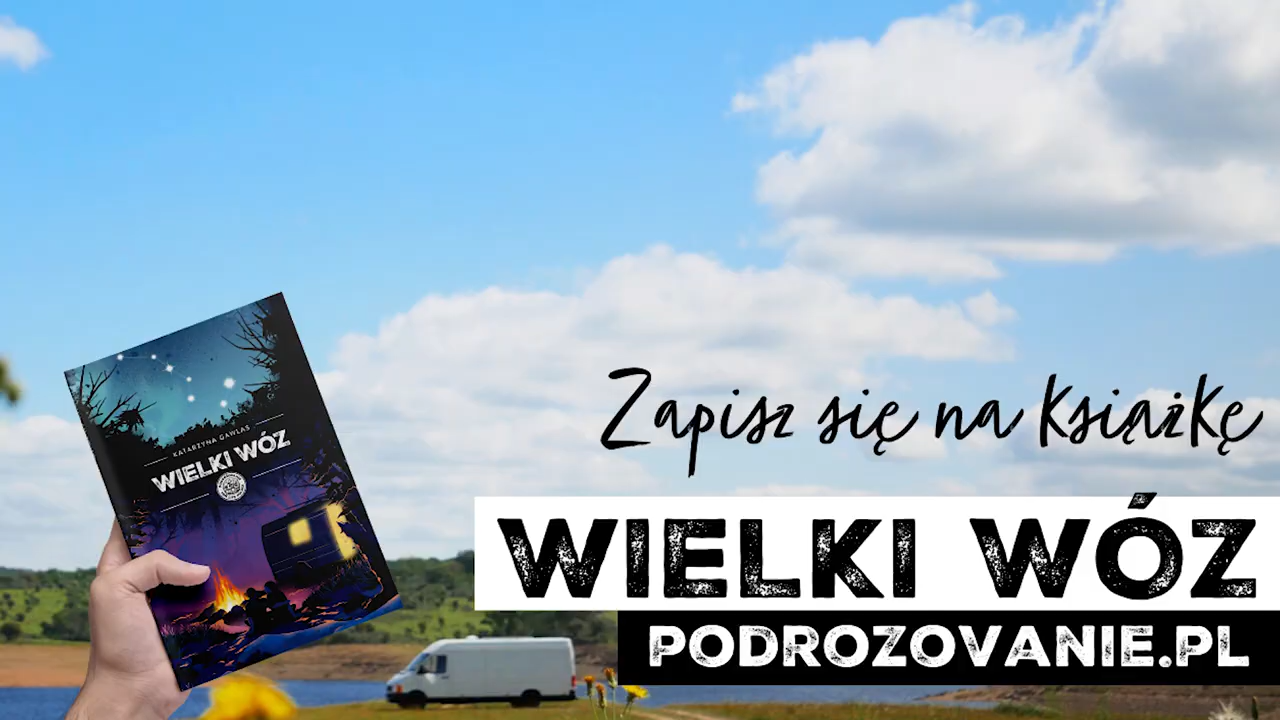 Zapisz się na książkę
WIELKI WÓZ
PODROZOVANIE.PL
KATARZYNA GAWLAS
WIELKI WÓZ